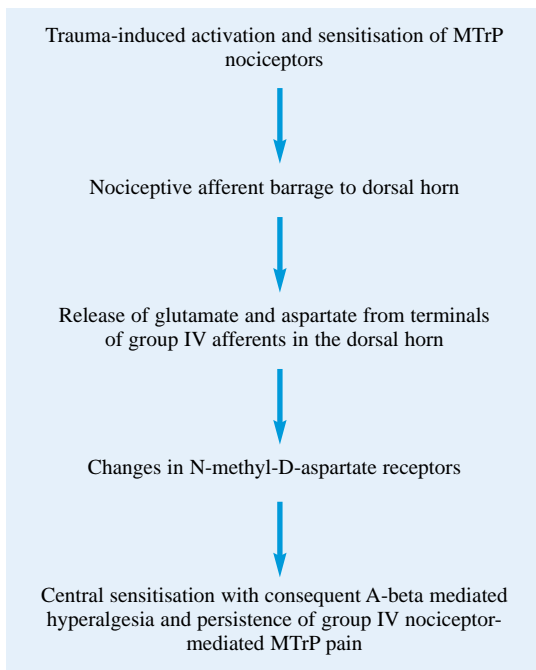 Trauma-induced activation and sensitisation of MTrP
nociceptors
Nociceptive afferent barrage to dorsal horn
Release of glutamate and aspartate from terminals
of group IV afferents in the dorsal horn
Changes in N-methyl-D-aspartate receptors
Central sensitisation with consequent A-beta mediated
hyperalgesia and persistence of group IV nociceptor-
mediated MTrP pain